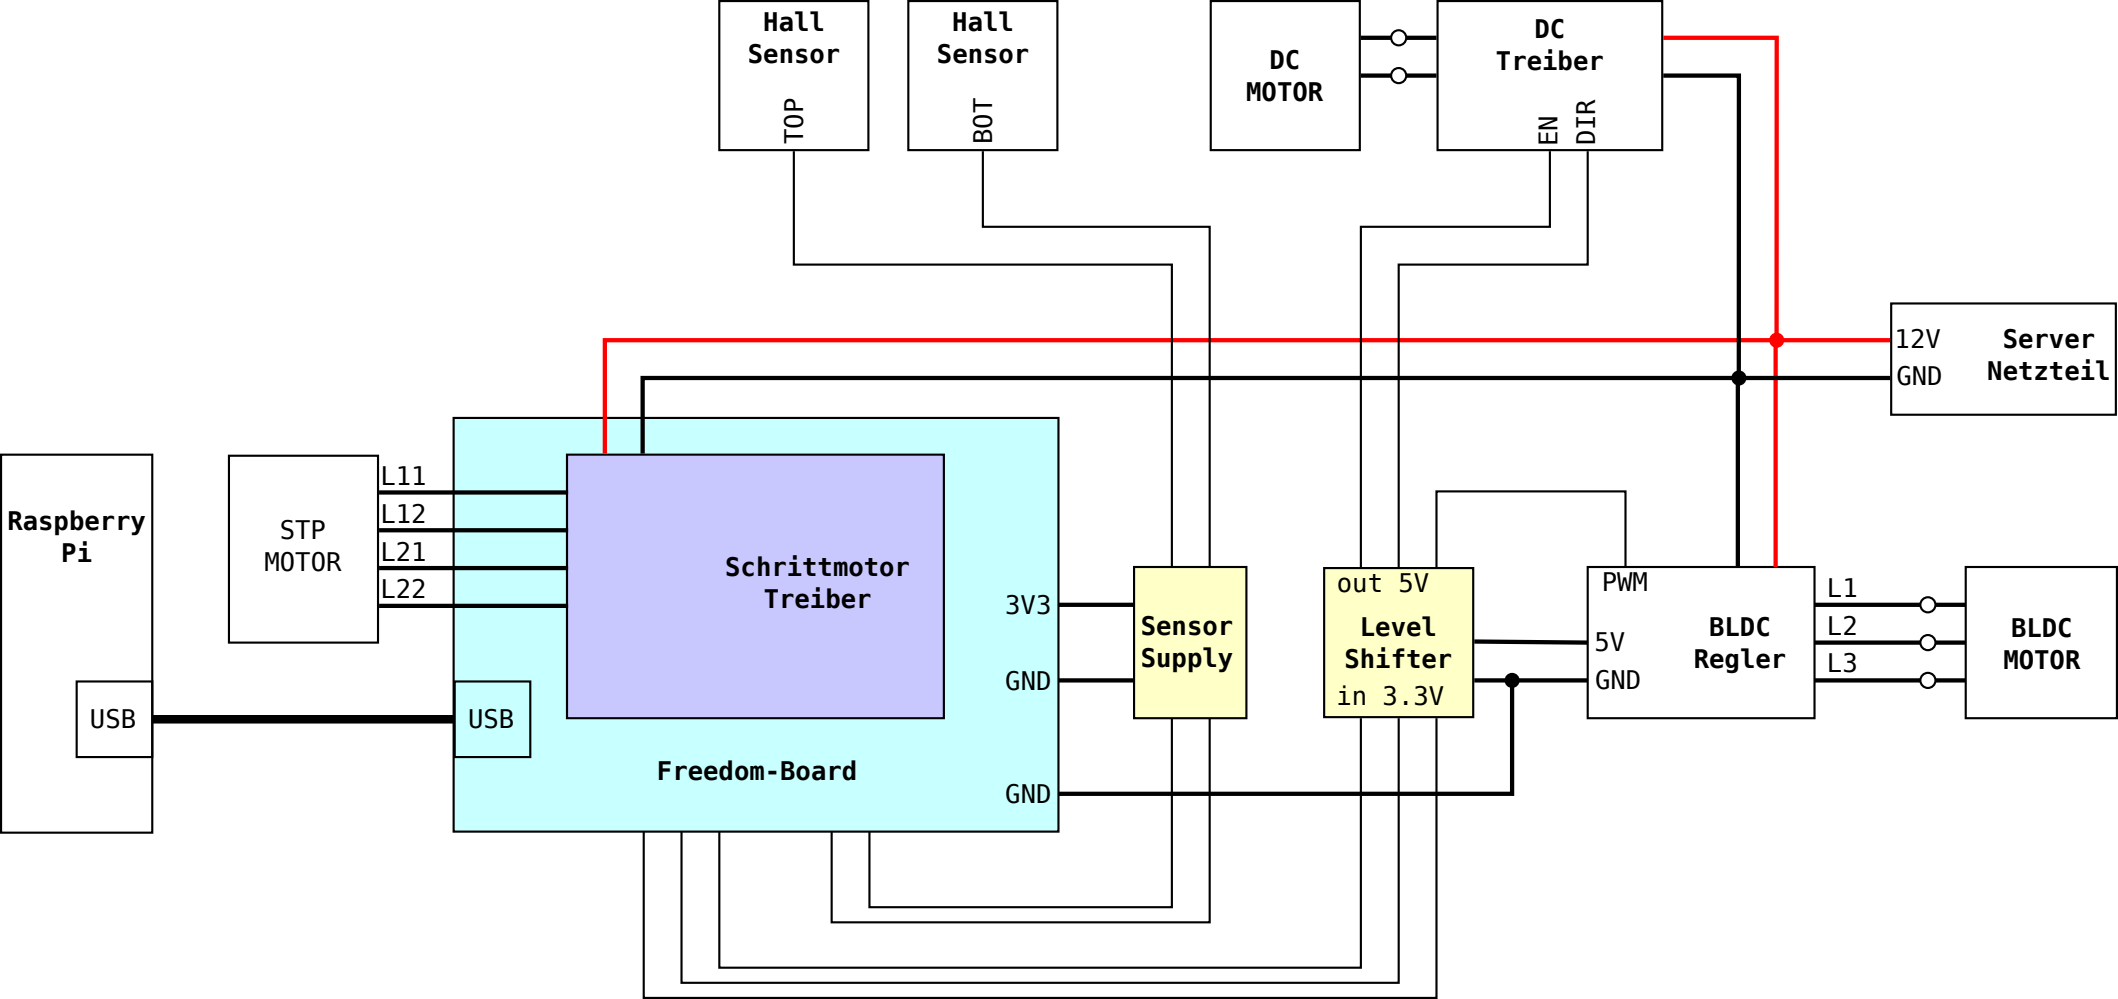 Hall
Sensor
TOP
Hall
Sensor
BOT
DC
MOTOR
DC
Treiber
EN
DIR
12V
GND
Server
Netzteil
Raspberry
Pi
USB
STP
MOTOR
L11
L12
L21
L22
Schrittmotor
Treiber
USB
Freedom-Board
3V3
GND
GND
Sensor
Supply
out 5V
Level
Shifter
in 3.3V
PWM
5V
GND
BLDC
Regler
L1
L2
L3
BLDC
MOTOR